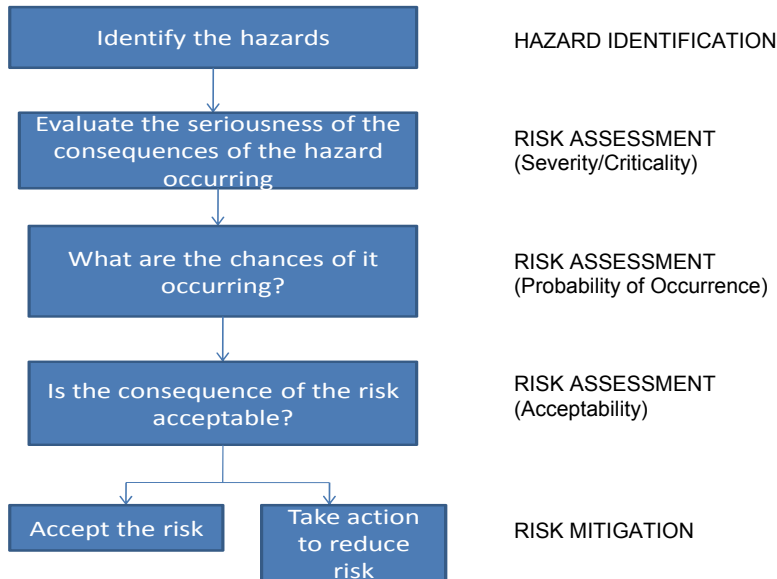 Identify the hazards
HAZARD IDENTIFICATION
Evaluate the seriousness of the
consequences of the hazard
occurring
RISK ASSESSMENT
(Severity/Criticality)
What are the chances of it
occurring?
RISK ASSESSMENT
(Probability of Occurrence)
Is the consequence of the risk
acceptable?
RISK ASSESSMENT
(Acceptability)
Accept the risk
Take action
to reduce
risk
RISK MITIGATION